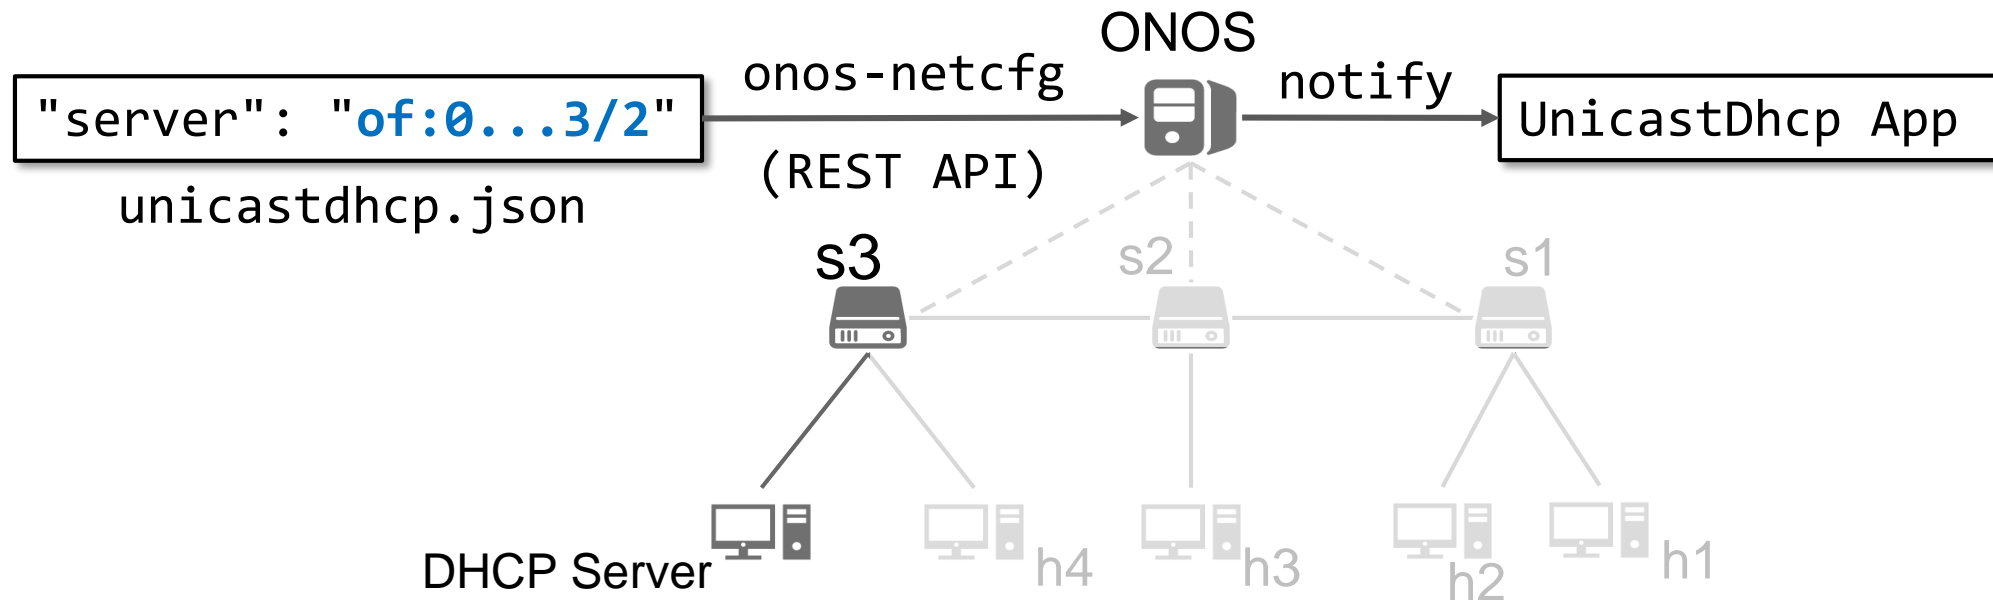 ONOS
onos-netcfg
notify
"server": "of:0...3/2"
UnicastDhcp App
(REST API)
unicastdhcp.json
s3
s2
s1
DHCP Server
h4
h3
h2
h1